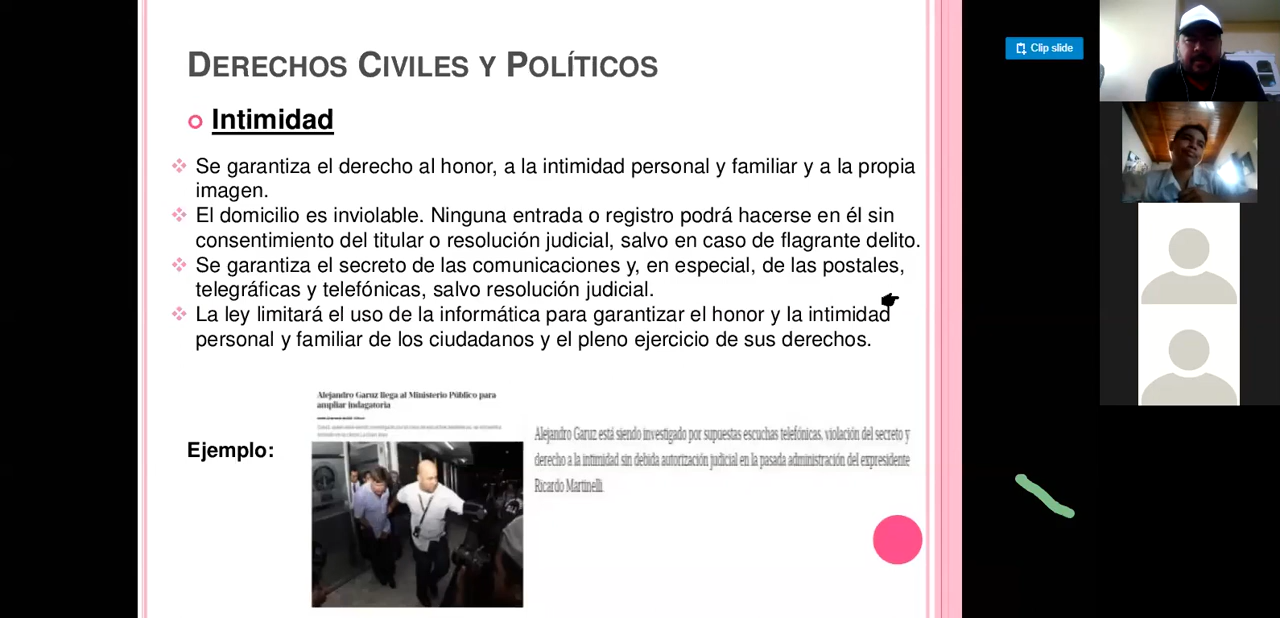 DERECHOS CIVILES Y POLÍTICOS
Clip slide
Intimidad
Se garantiza el derecho al honor, a la intimidad personal y familiar y a la propia
imagen.
El domicilio es inviolable. Ninguna entrada o registro podrá hacerse en él sin
consentimiento del titular o resolución judicial, salvo en caso de flagrante delito.
Se garantiza el secreto de las comunicaciones y, en especial, de las postales,
telegráficas y telefónicas, salvo resolución judicial.
La ley limitará el uso de la informática para garantizar el honor y la intimidad
personal y familiar de los ciudadanos y el pleno ejercicio de sus derechos.
Alejandro Garuz llega al Ministerio Público para
ampliar indagatoria
Ejemplo:
Alejandro Garuz está siendo investigado por supuestas escuchas telefónicas, violación del secreto y
derecho a la intimidad sin debida autorización judicial en la pasada administración del expresidente
Ricardo Martinelli.